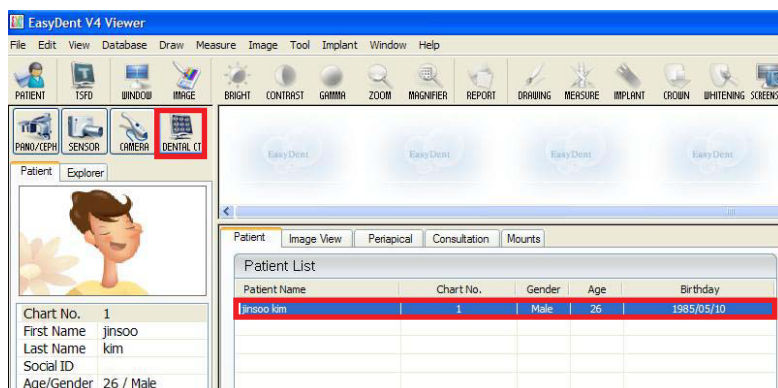 EasyDent V4 Viewer
File Edit View Database Draw Measure Image Tool Implant Window Help
PATIENT TSFD WINDOW IMAGE BRIGHT CONTRAST GAMMA ZOOM MAGNIFIER REPORT DRAWING MEASURE IMPLANT CROWN WHITENING SCREENS
PANO/CEPH SENSOR CAMERA DENTAL CT
EasyDent EasyDent EasyDent EasyDent
Patient Explorer
Patient Image View Periapical Consultation Mounts
Patient List
Patient Name Chart No. Gender Age Birthday
jinsoo kim 1 Male 26 1985/05/10
Chart No. 1
First Name jinsoo
Last Name kim
Social ID
Age/Gender 26 / Male